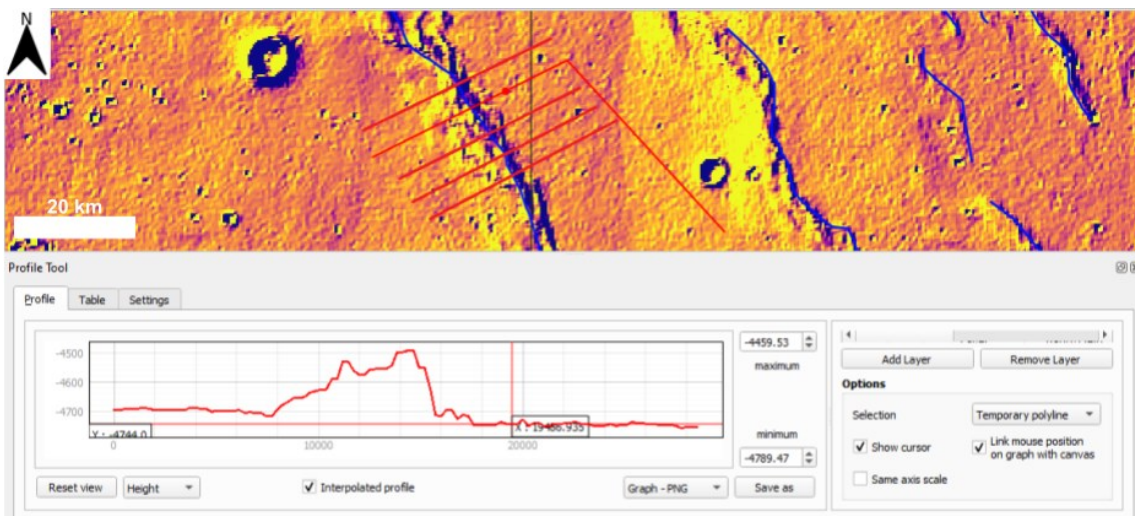 N
20 km
Profile Tool
Profile Table Settings
-4500
-4600
-4700
Y : -4744.0
X : 19486.935
0 10000 20000
-4459.53
maximum
minimum
-4789.47
Reset view Height Interpolated profile Graph - PNG Save as
Add Layer Remove Layer
Options
Selection Temporary polyline
Show cursor
Link mouse position
on graph with canvas
Same axis scale